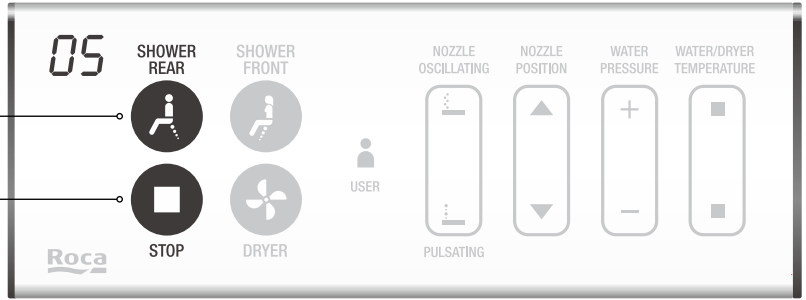 05
SHOWER
REAR
SHOWER
FRONT
NOZZLE
OSCILLATING
NOZZLE
POSITION
WATER
PRESSURE
WATER/DRYER
TEMPERATURE
USER
STOP
DRYER
PULSATING
Roca